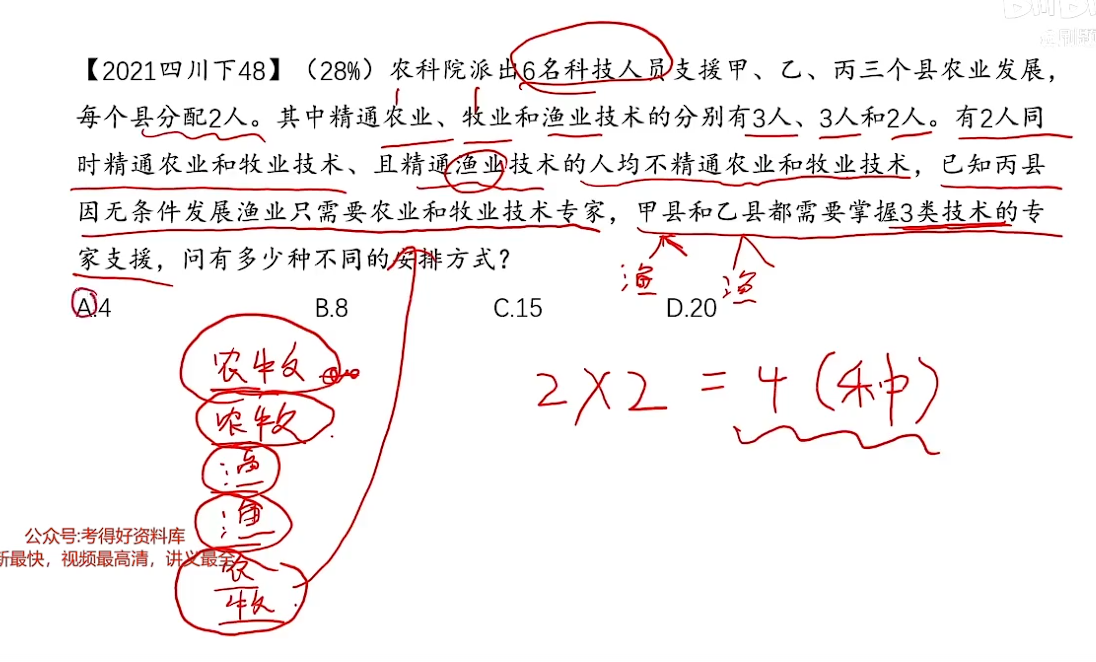 【2021四川下48】（28%）农科院派出6名科技人员支援甲、乙、丙三个县农业发展，
每个县分配2人。其中精通农业、牧业和渔业技术的分别有3人、3人和2人。有2人同
时精通农业和牧业技术、且精通渔业技术的人均不精通农业和牧业技术，已知丙县
因无条件发展渔业只需要农业和牧业技术专家，甲县和乙县都需要掌握3类技术的专
家支援，问有多少种不同的安排方式？
渔 渔
A.4 B.8 C.15 D.20
农牧
农牧
渔
渔
农
牧
2×2=4(种)
公众号:考得好资料库
新最快，视频最高清，讲义最全